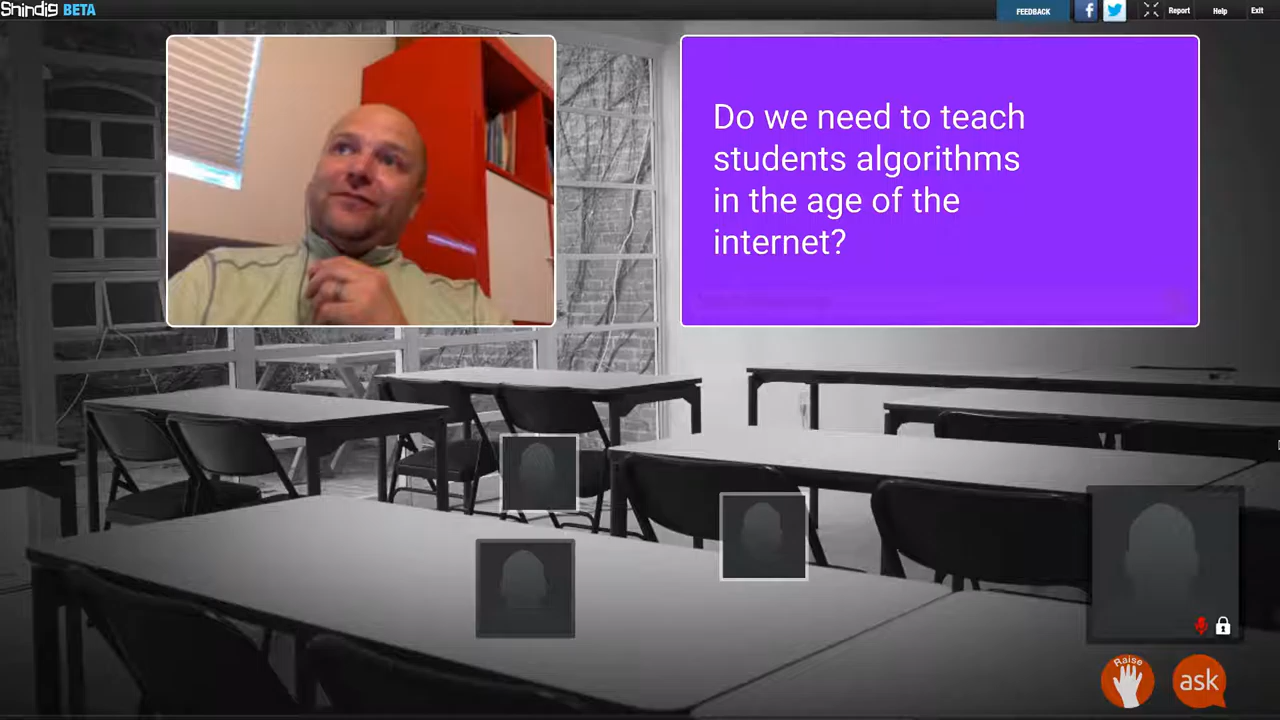 Shindig BETA
FEEDBACK
Report
Help
Exit
Do we need to teach
students algorithms
in the age of the
internet?
Raise
ask